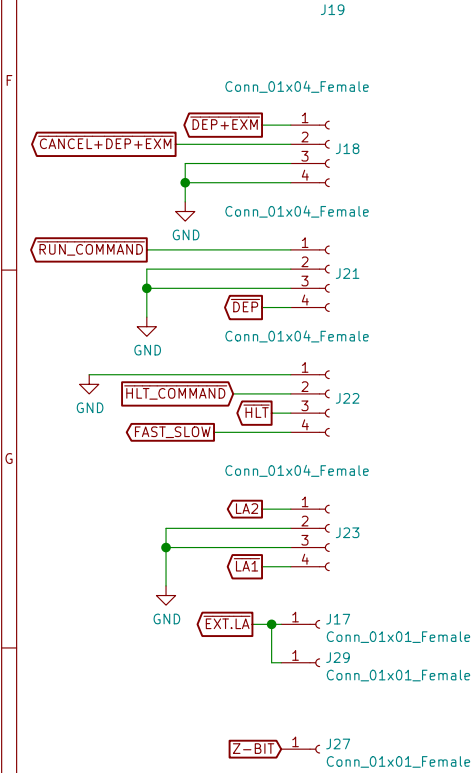 J19
F
Conn_01x04_Female
DEP+EXM 1
CANCEL+DEP+EXM 2
3 J18
4
GND
Conn_01x04_Female
RUN_COMMAND 1
2
3 J21
DEP 4
GND
Conn_01x04_Female
1
GND
HLT_COMMAND 2
HLT 3 J22
FAST_SLOW 4
G
Conn_01x04_Female
LA2 1
2
3 J23
LA1 4
GND
EXT.LA 1 J17
Conn_01x01_Female
1 J29
Conn_01x01_Female
Z-BIT 1 J27
Conn_01x01_Female